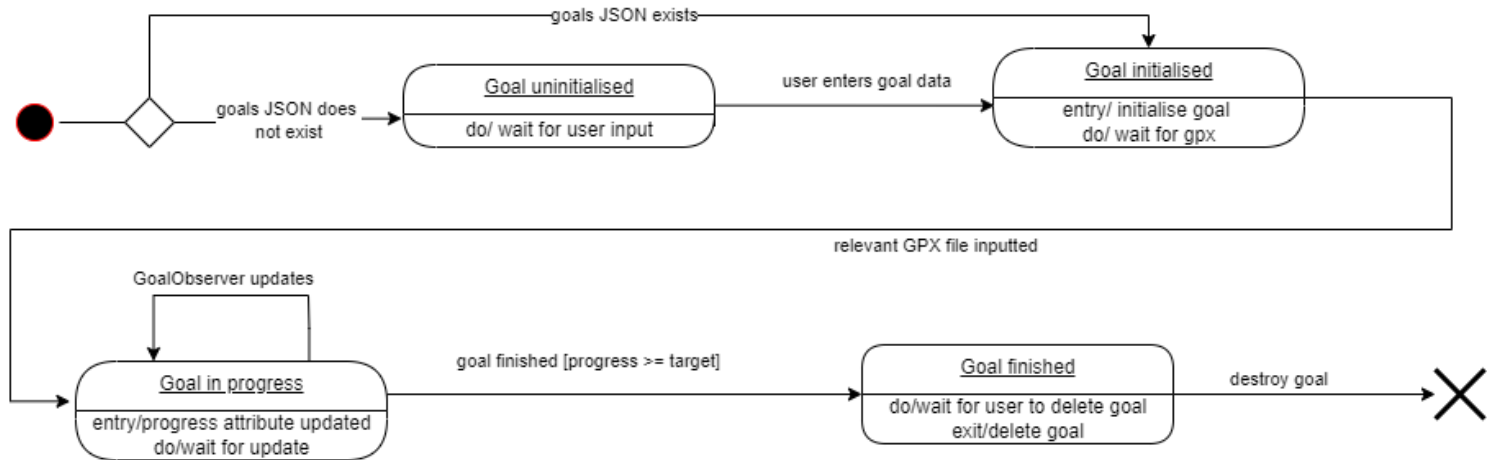 goals JSON exists
goals JSON does
not exist
Goal uninitialised
do/ wait for user input
user enters goal data
Goal initialised
entry/ initialise goal
do/ wait for gpx
relevant GPX file inputted
GoalObserver updates
Goal in progress
entry/progress attribute updated
do/wait for update
goal finished [progress >= target]
Goal finished
do/wait for user to delete goal
exit/delete goal
destroy goal